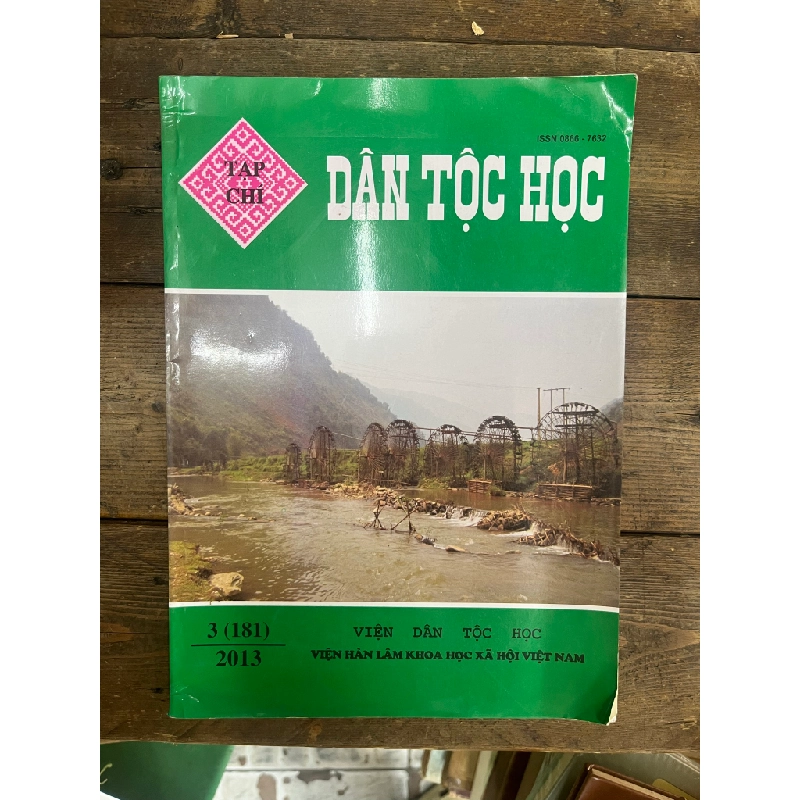 TẠP
CHÍ
ISSN 0866 - 7632
DÂN TỘC HỌC
3 (181)
2013
VIỆN DÂN TỘC HỌC
VIỆN HÀN LÂM KHOA HỌC XÃ HỘI VIỆT NAM